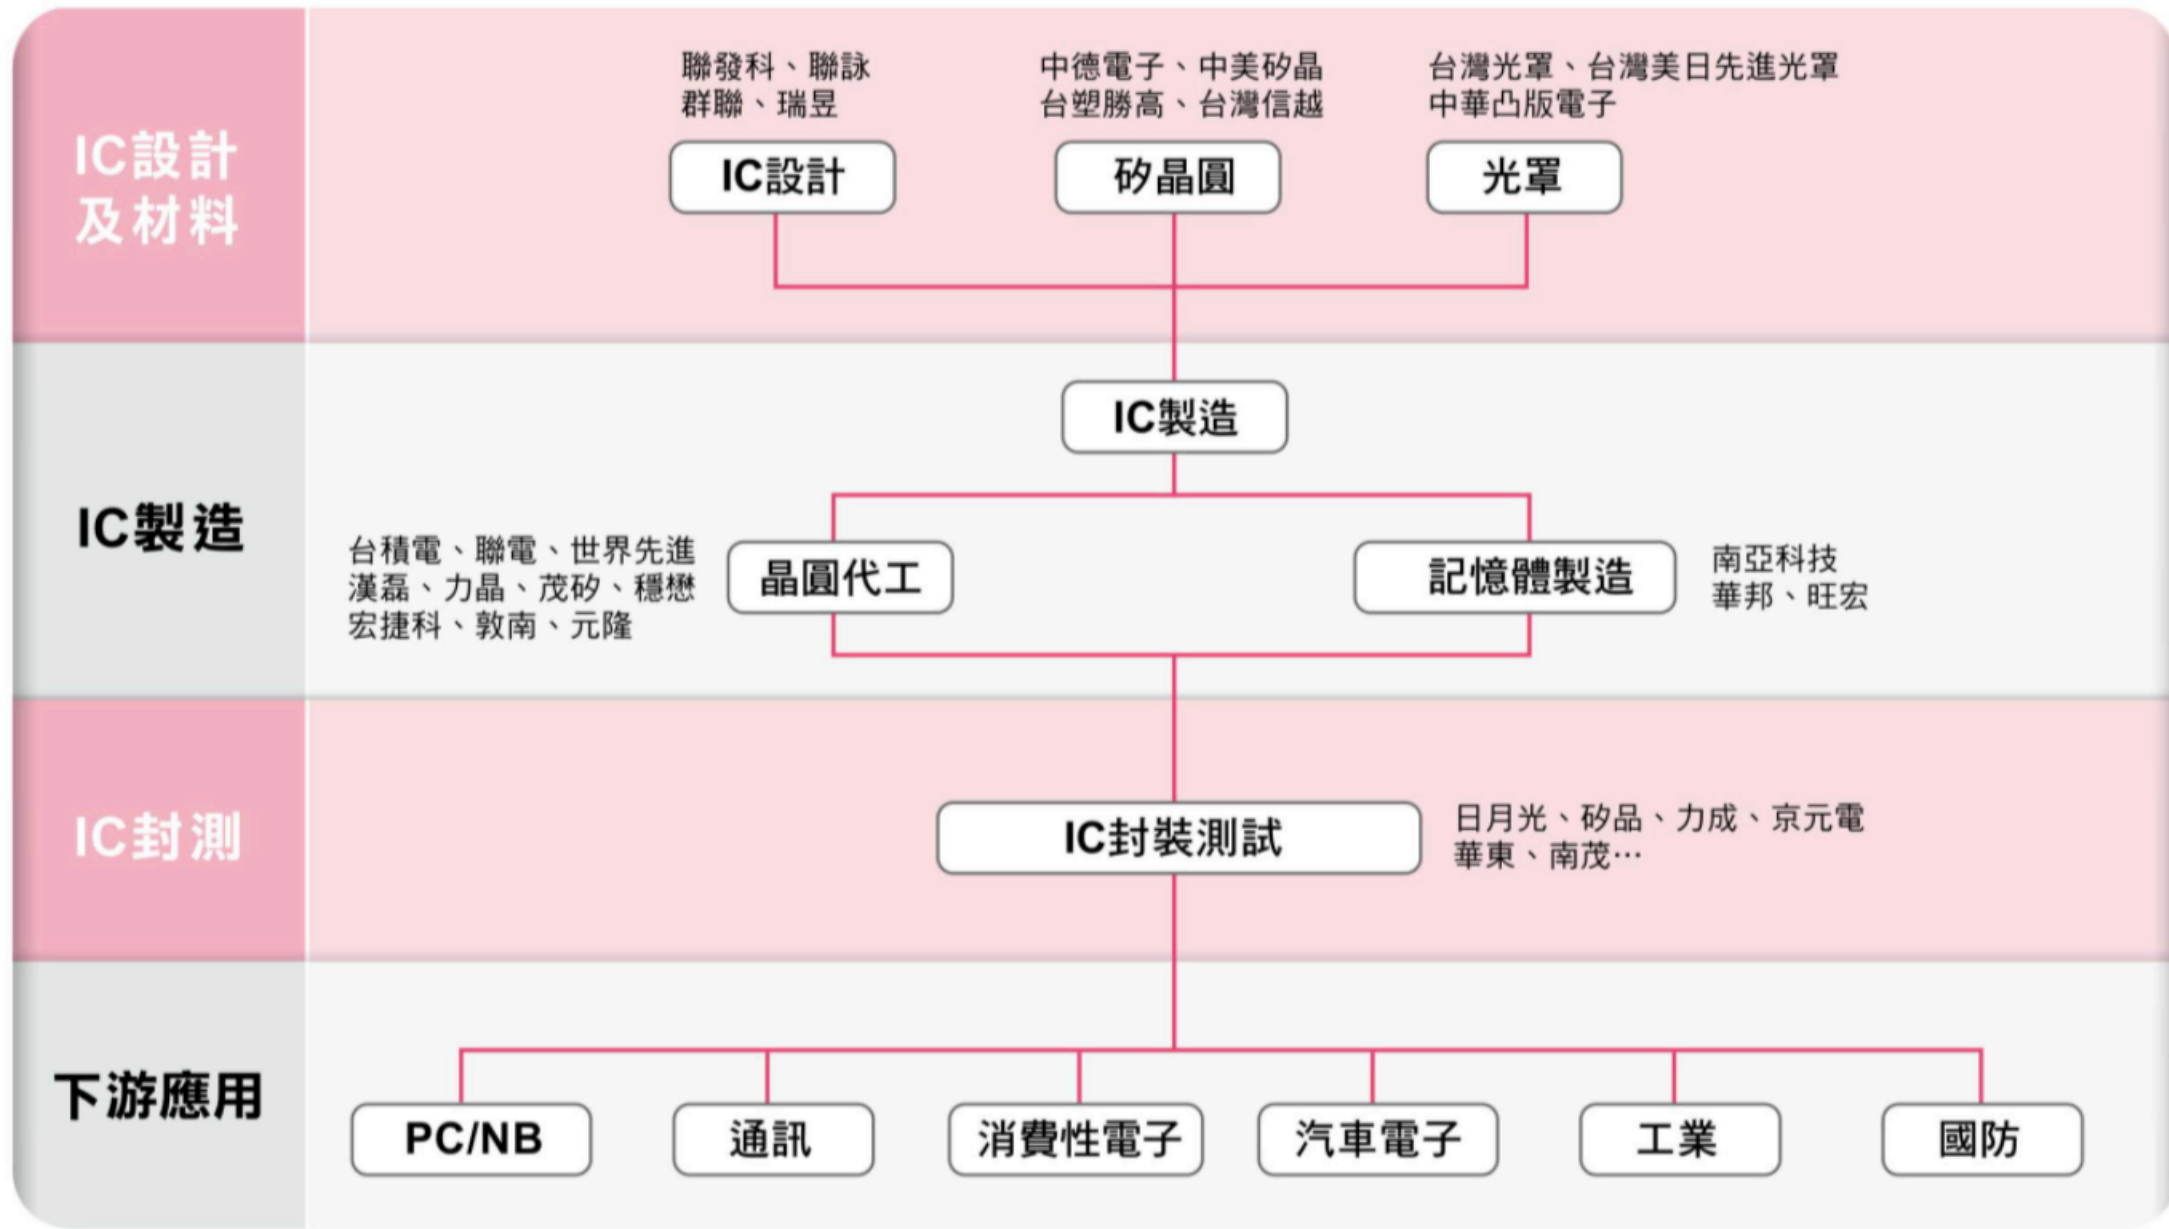 IC設計
及材料
聯發科、聯詠
群聯、瑞昱
IC設計
中德電子、中美矽晶
台塑勝高、台灣信越
矽晶圓
台灣光罩、台灣美日先進光罩
中華凸版電子
光罩
IC製造
IC製造
台積電、聯電、世界先進
漢磊、力晶、茂矽、穩懋
宏捷科、敦南、元隆
晶圓代工
記憶體製造
南亞科技
華邦、旺宏
IC封測
IC封裝測試
日月光、矽品、力成、京元電
華東、南茂⋯
下游應用
PC/NB
通訊
消費性電子
汽車電子
工業
國防